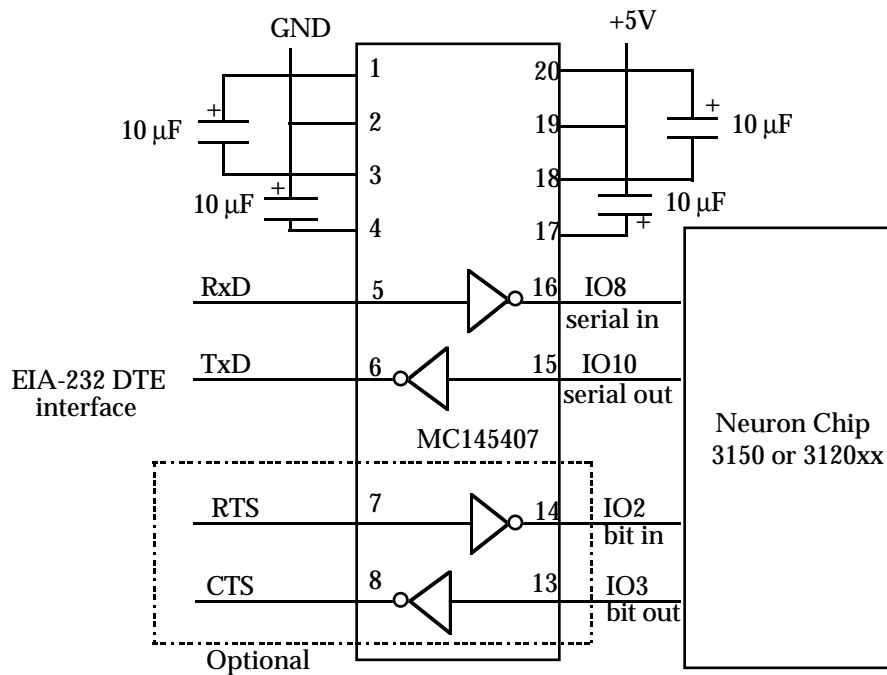 GND
+5V
1
20
+
+
10 µF
2
19
10 µF
3
18
+
10 µF
10 µF
4
17
+
RxD
5
16
IO8
serial in
TxD
6
15
IO10
serial out
EIA-232 DTE
interface
MC145407
Neuron Chip
3150 or 3120xx
RTS
7
14
IO2
bit in
CTS
8
13
IO3
bit out
Optional